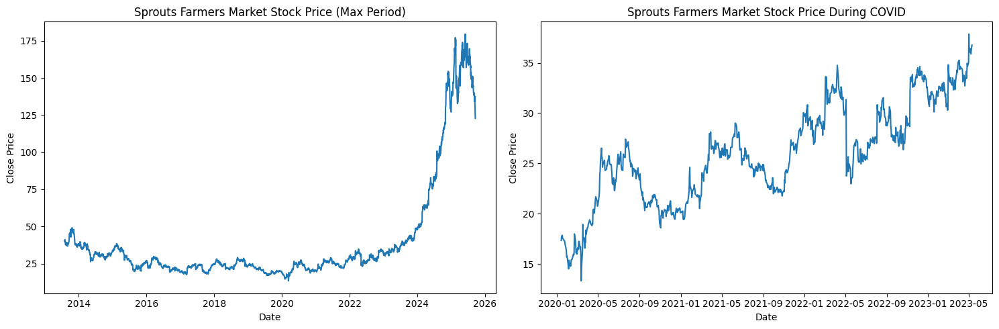 Sprouts Farmers Market Stock Price (Max Period)
Close Price
175
150
125
100
75
50
25
2014 2016 2018 2020 2022 2024 2026
Date
Sprouts Farmers Market Stock Price During COVID
Close Price
35
30
25
20
15
2020-01 2020-05 2020-09 2021-01 2021-05 2021-09 2022-01 2022-05 2022-09 2023-01 2023-05
Date